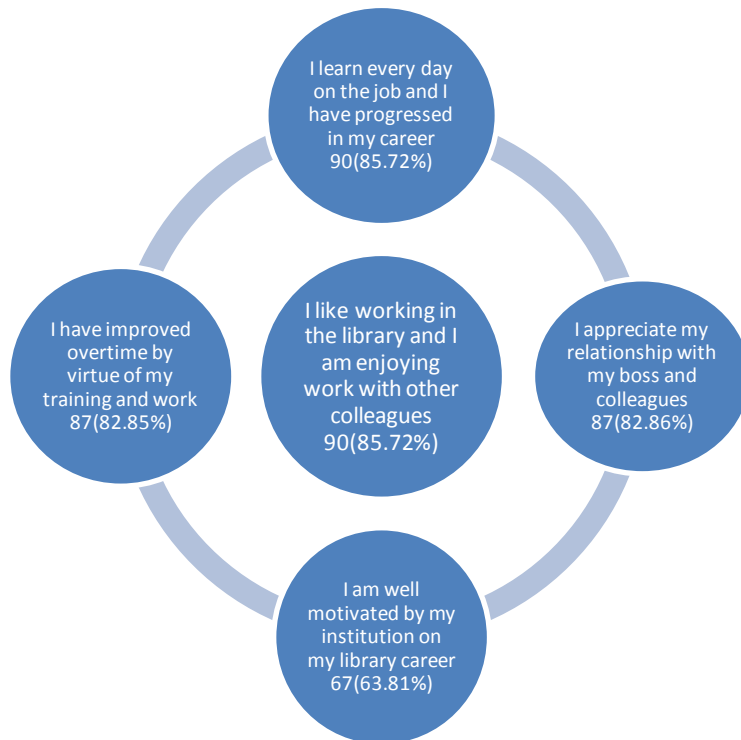 I learn every day
on the job and I
have progressed
in my career
90(85.72%)
I have improved
overtime by
virtue of my
training and work
87(82.85%)
I like working in
the library and I
am enjoying
work with other
colleagues
90(85.72%)
I appreciate my
relationship with
my boss and
colleagues
87(82.86%)
I am well
motivated by my
institution on
my library career
67(63.81%)